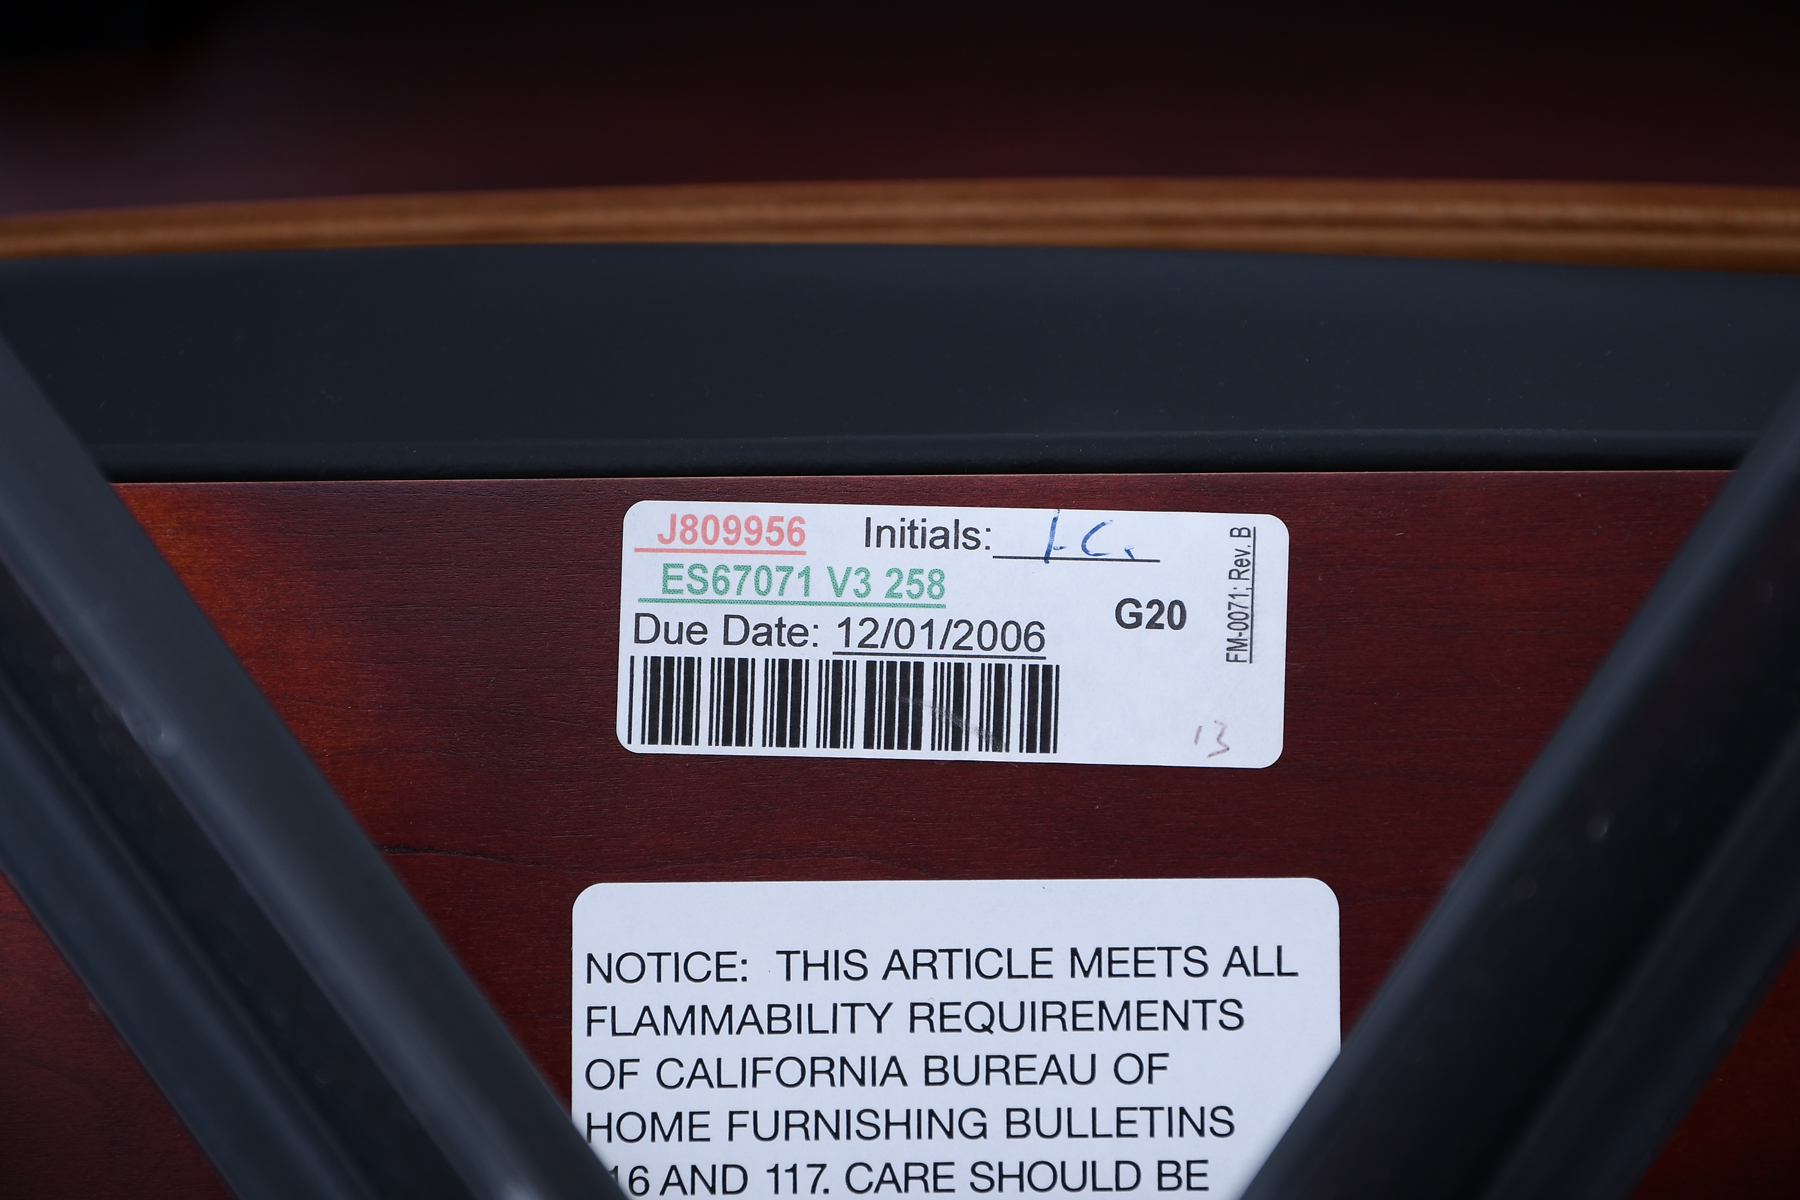 J809956 Initials: I.C.
ES67071 V3 258
G20
Due Date: 12/01/2006
FM-0071; Rev. B
13
NOTICE: THIS ARTICLE MEETS ALL
FLAMMABILITY REQUIREMENTS
OF CALIFORNIA BUREAU OF
HOME FURNISHING BULLETINS
16 AND 117. CARE SHOULD BE